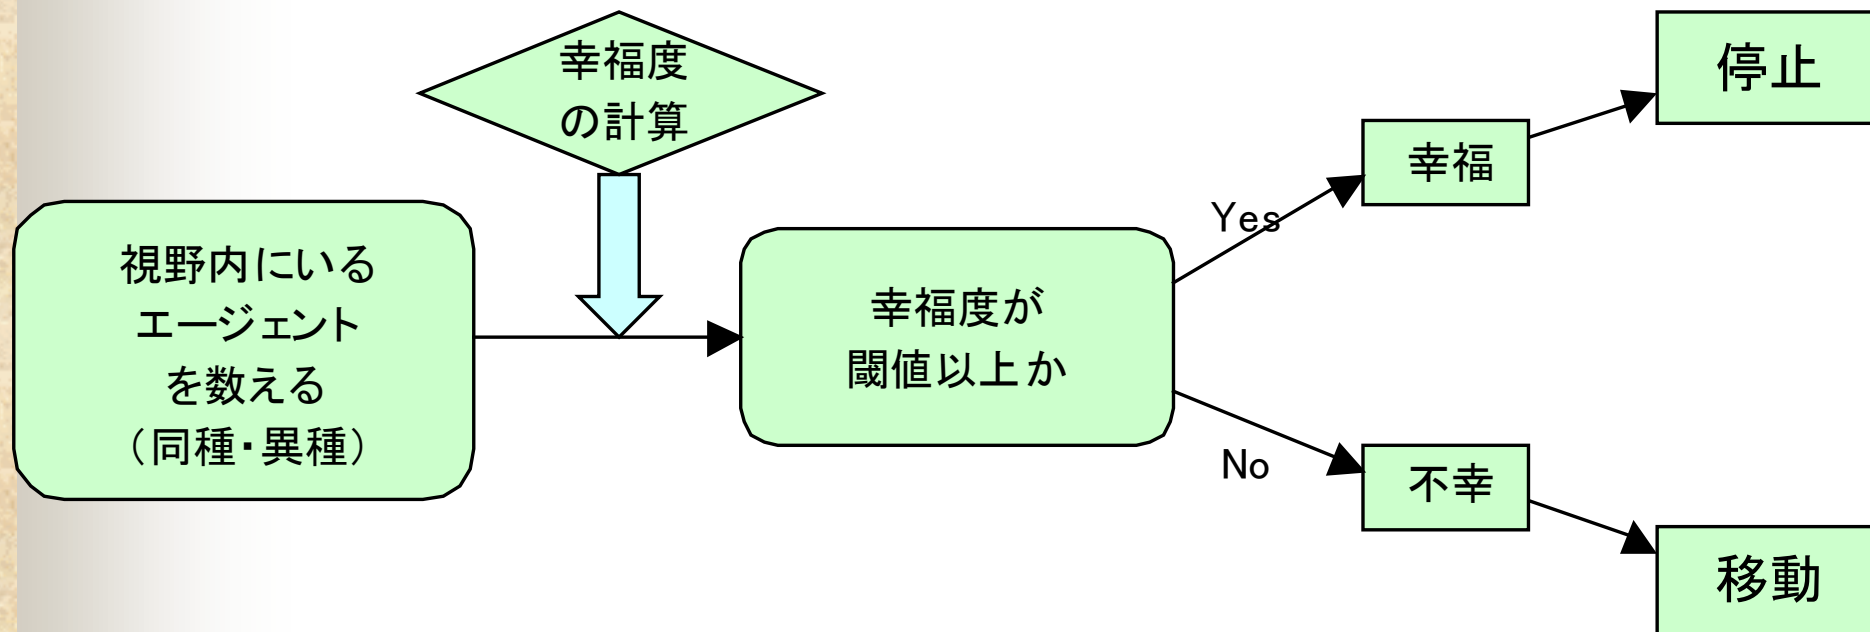 幸福度
の計算
視野内にいる
エージェント
を数える
（同種・異種）
幸福度が
閾値以上か
Yes
No
幸福
不幸
停止
移動